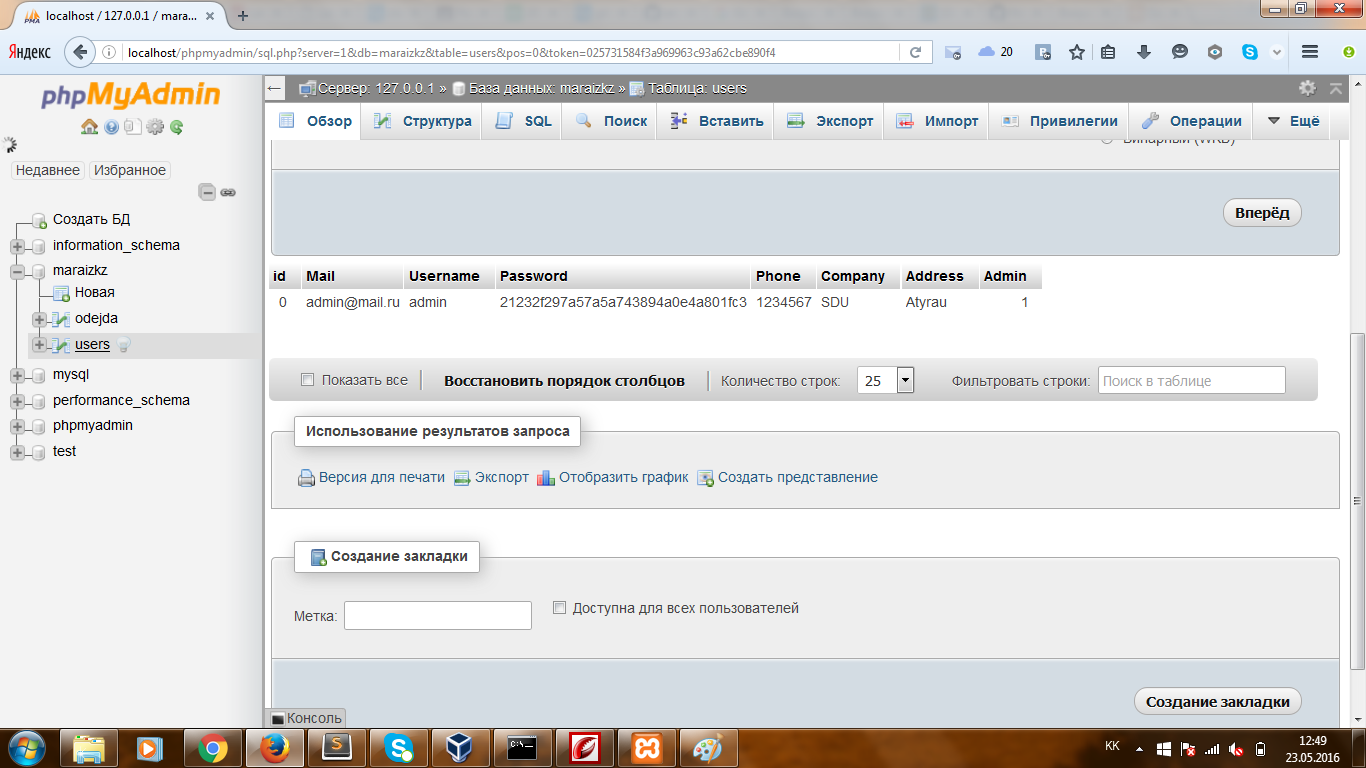 localhost / 127.0.0.1 / mara...
Яндекс
localhost/phpmyadmin/sql.php?server=1&db=maraizkz&table=users&pos=0&token=025731584f3a969963c93a62cbe890f4
20
phpMyAdmin
Недавнее Избранное
Создать БД
information_schema
maraizkz
Новая
odejda
users
mysql
performance_schema
phpmyadmin
test
Сервер: 127.0.0.1 » База данных: maraizkz » Таблица: users
Обзор Структура SQL Поиск Вставить Экспорт Импорт Привилегии Операции Ещё
Бинарный (WKB)
Вперёд
id Mail Username Password Phone Company Address Admin
0 admin@mail.ru admin 21232f297a57a5a743894a0e4a801fc3 1234567 SDU Atyrau 1
Показать все Восстановить порядок столбцов Количество строк: 25 Фильтровать строки: Поиск в таблице
Использование результатов запроса
Версия для печати Экспорт Отобразить график Создать представление
Создание закладки
Метка: Доступна для всех пользователей
Создание закладки
Консоль
KK 12:49
23.05.2016